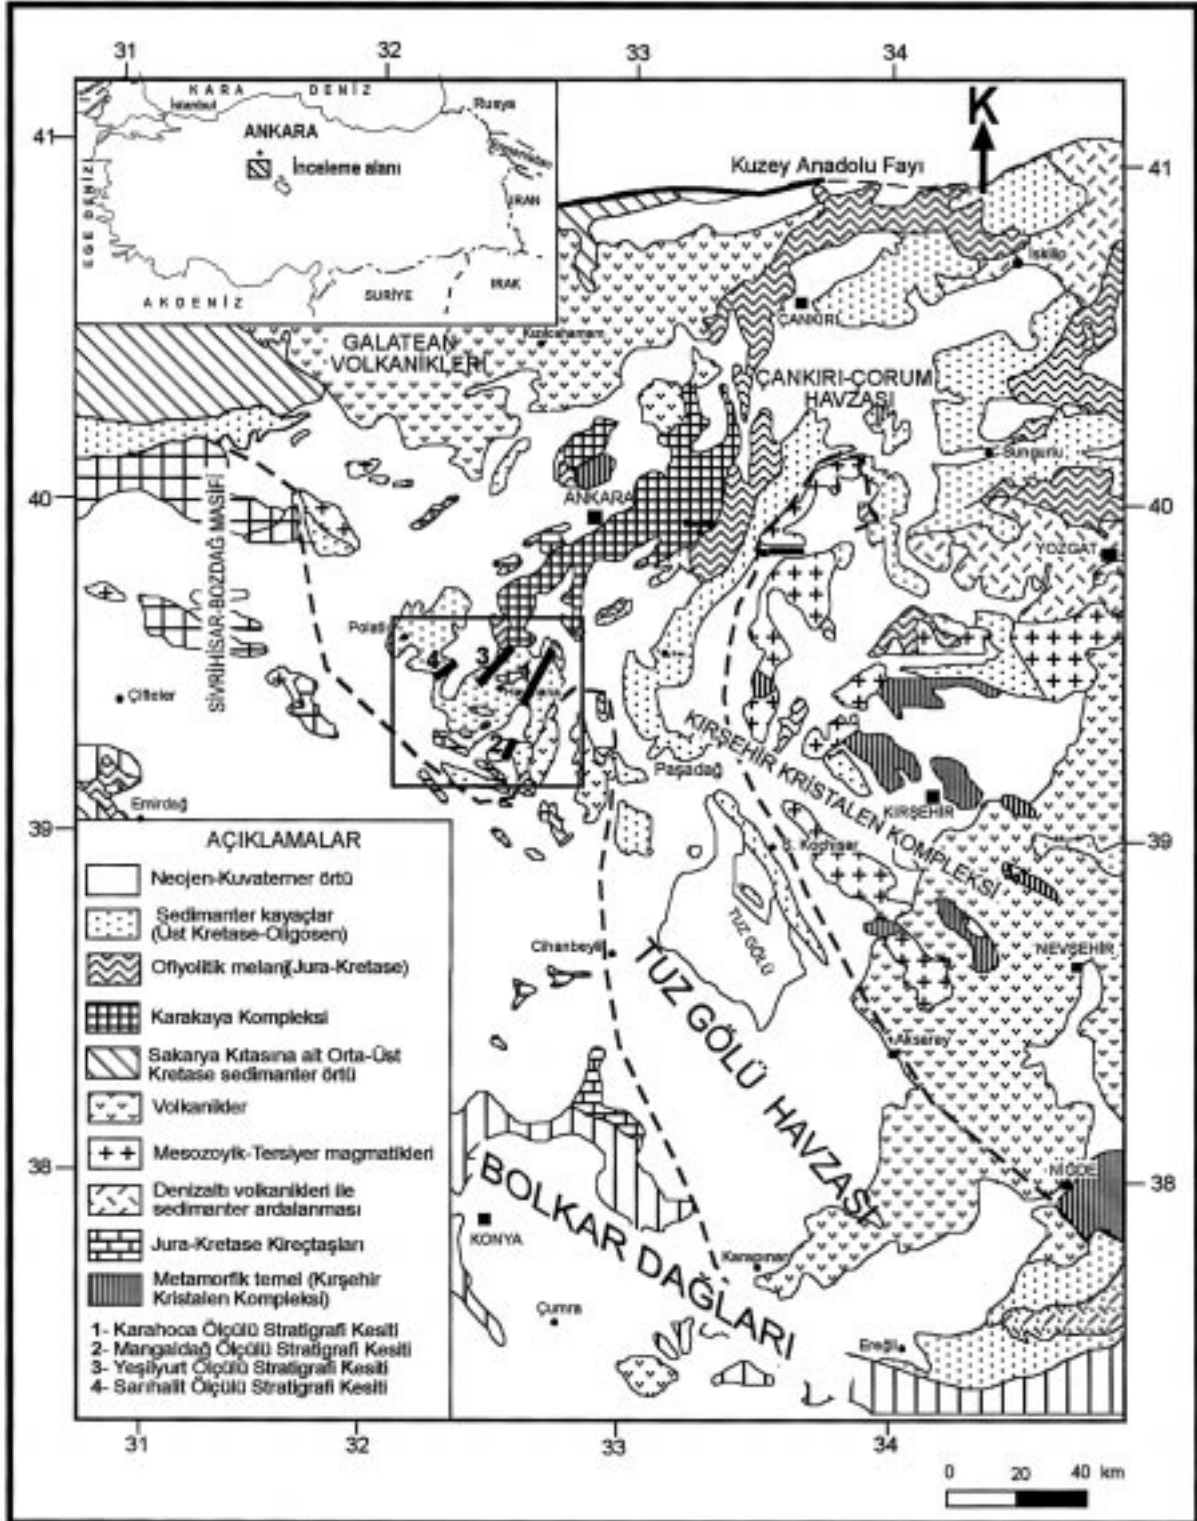 31
32
33
34
41
41
40
40
39
39
38
38
31
32
33
34
KARA DENİZ
İstanbul
Rusya
ANKARA
İnceleme alanı
EGE DENİZİ
İRAN
AKDENİZ
SURİYE
IRAK
K
Kuzey Anadolu Fayı
İskilip
ÇANKIRI
Kızılcahamam
GALATEAN
VOLKANİKLERİ
ÇANKIRI-ÇORUM
HAVZASI
Sungurlu
ANKARA
YOZGAT
SİVRİHİSAR-BOZDAĞ MASİFİ
Polatlı
4
3
1
2
Haymana
Çifteler
Emirdağ
Paşadağ
KIRŞEHİR KRİSTALEN KOMPLEKSİ
KIRŞEHİR
Ş. Koçhisar
TUZ GÖLÜ
Cihanbeyli
NEVŞEHİR
TUZ GÖLÜ HAVZASI
Aksaray
NİĞDE
BOLKAR DAĞLARI
KONYA
Karapınar
Çumra
Ereğli
AÇIKLAMALAR
Neojen-Kuvaterner örtü
Sedimanter kayaçlar
(Üst Kretase-Oligosen)
Ofiyolitik melanj(Jura-Kretase)
Karakaya Kompleksi
Sakarya Kıtasına ait Orta-Üst
Kretase sedimanter örtü
Volkanikler
Mesozoyik-Tersiyer magmatikleri
Denizaltı volkanikleri ile
sedimanter ardalanması
Jura-Kretase Kireçtaşları
Metamorfik temel (Kırşehir
Kristalen Kompleksi)
1- Karahoca Ölçülü Stratigrafi Kesiti
2- Mangaldağ Ölçülü Stratigrafi Kesiti
3- Yeşilyurt Ölçülü Stratigrafi Kesiti
4- Sarıhalit Ölçülü Stratigrafi Kesiti
0 20 40 km